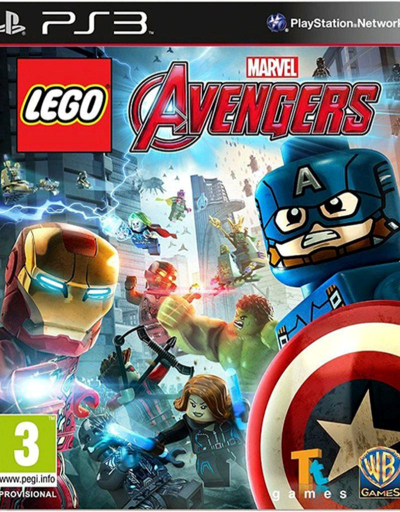 PS3
PlayStation®Network
LEGO
MARVEL
AVENGERS
A
3
www.pegi.info
PROVISIONAL
Tt
games
WB
GAMES